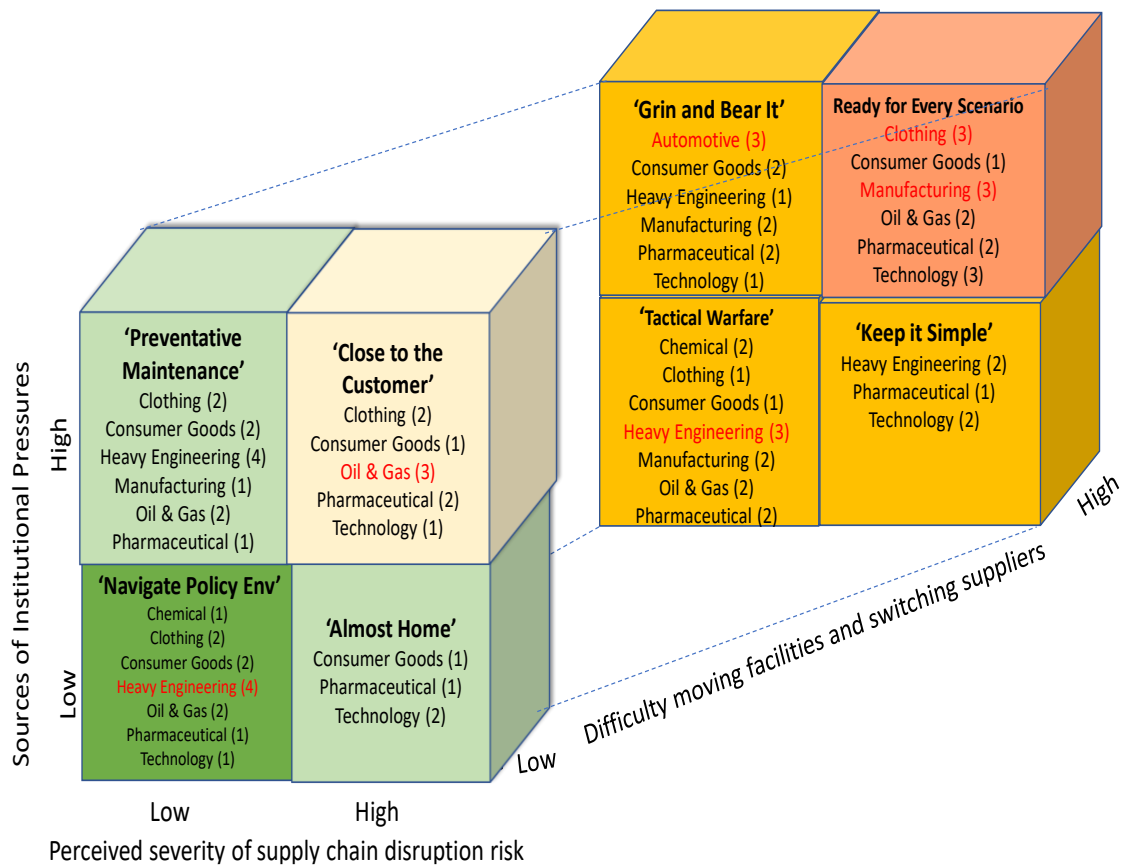 ‘Grin and Bear It’
Automotive (3)
Consumer Goods (2)
Heavy Engineering (1)
Manufacturing (2)
Pharmaceutical (2)
Technology (1)
Ready for Every Scenario
Clothing (3)
Consumer Goods (1)
Manufacturing (3)
Oil & Gas (2)
Pharmaceutical (2)
Technology (3)
‘Tactical Warfare’
Chemical (2)
Clothing (1)
Consumer Goods (1)
Heavy Engineering (3)
Manufacturing (2)
Oil & Gas (2)
Pharmaceutical (2)
‘Keep it Simple’
Heavy Engineering (2)
Pharmaceutical (1)
Technology (2)
‘Preventative
Maintenance’
Clothing (2)
Consumer Goods (2)
Heavy Engineering (4)
Manufacturing (1)
Oil & Gas (2)
Pharmaceutical (1)
‘Close to the
Customer’
Clothing (2)
Consumer Goods (1)
Oil & Gas (3)
Pharmaceutical (2)
Technology (1)
‘Navigate Policy Env’
Chemical (1)
Clothing (2)
Consumer Goods (2)
Heavy Engineering (4)
Oil & Gas (2)
Pharmaceutical (1)
Technology (1)
‘Almost Home’
Consumer Goods (1)
Pharmaceutical (1)
Technology (2)
Sources of Institutional Pressures
High
Low
Low
High
Perceived severity of supply chain disruption risk
Low
Difficulty moving facilities and switching suppliers
High